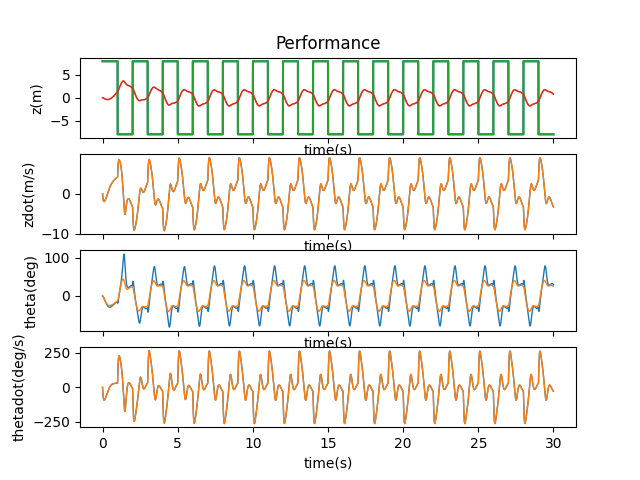 Performance
z(m)
5
0
−5
time(s)
zdot(m/s)
0
−10
time(s)
theta(deg)
100
0
time(s)
thetadot(deg/s)
250
0
−250
0 5 10 15 20 25 30
time(s)